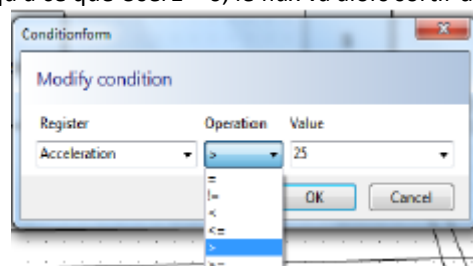 Conditionform
Modify condition
Register Operation Value
Acceleration > 25
=
!=
<
<=
>
>=
OK Cancel